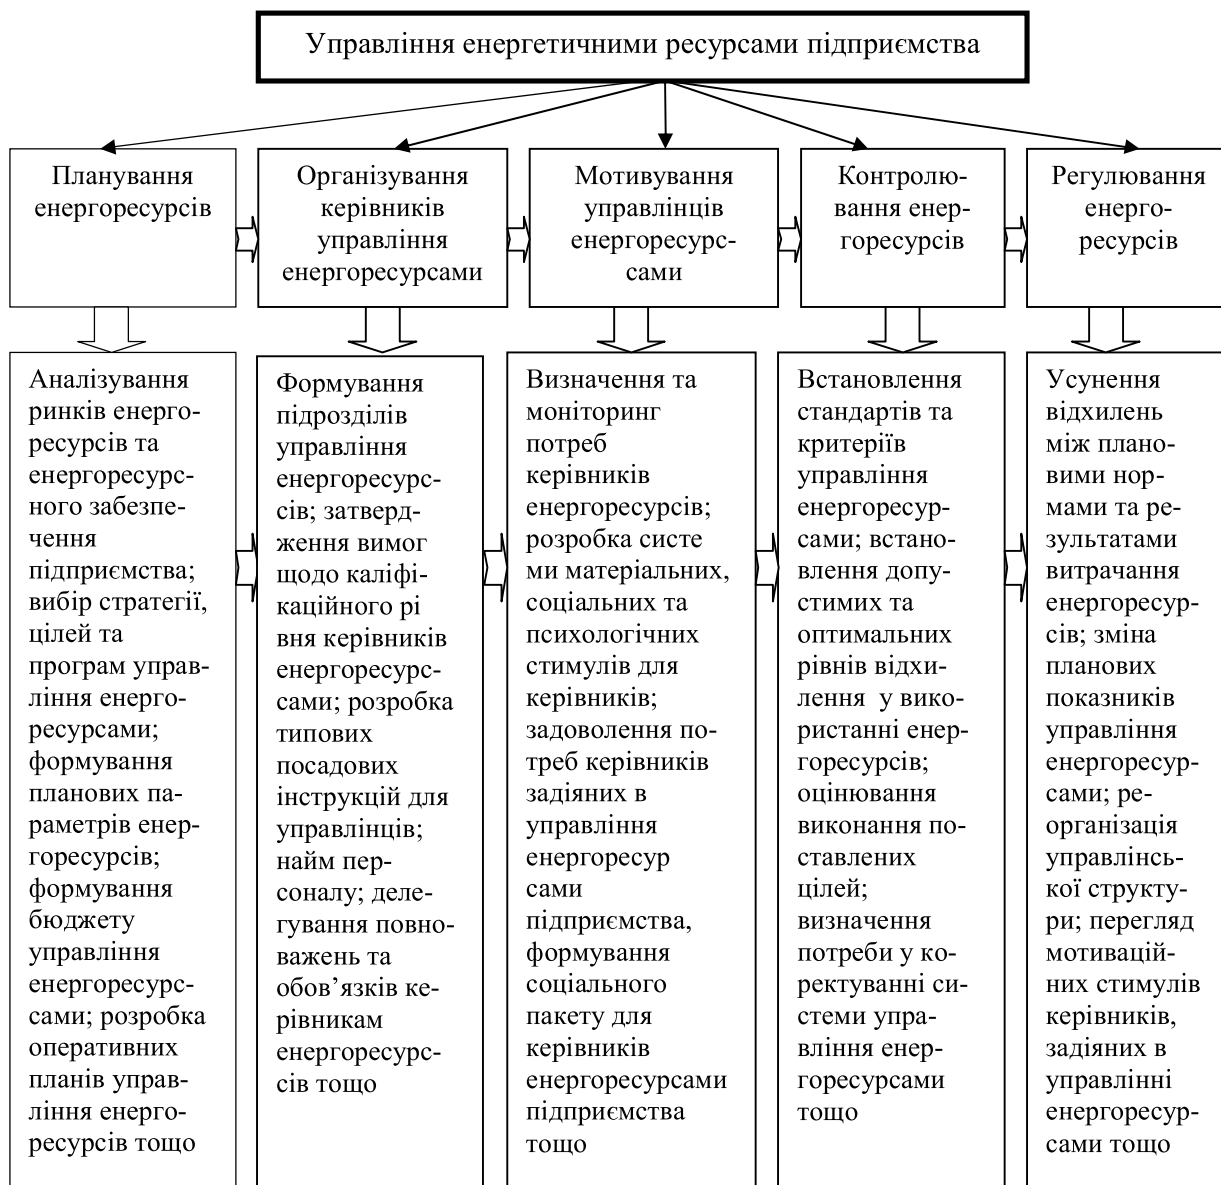 Управління енергетичними ресурсами підприємства
Планування
енергоресурсів
Організування
керівників
управління
енергоресурсами
Мотивування
управлінців
енергоресурс-
сами
Контролю-
вання енер-
горесурсів
Регулювання
енерго-
ресурсів
Аналізування
ринків енерго-
ресурсів та
енергоресурс-
ного забезпе-
чення
підприємства;
вибір стратегії,
цілей та
програм управ-
ління енерго-
ресурсами;
формування
планових па-
раметрів енер-
горесурсів;
формування
бюджету
управління
енергоресурс-
сами; розробка
оперативних
планів управ-
ління енерго-
ресурсів тощо
Формування
підрозділів
управління
енергоресурс-
сів; затверд-
ження вимог
щодо каліфі-
каційного рі
вня керівників
енергоресурс-
сами; розробка
типових
посадових
інструкцій для
управлінців;
найм пер-
соналу; деле-
гування повно-
важень та
обов’язків ке-
рівникам
енергоресурс-
сів тощо
Визначення та
моніторинг
потреб
керівників
енергоресурсів;
розробка систе
ми матеріальних,
соціальних та
психологічних
стимулів для
керівників;
задоволення по-
треб керівників
задіяних в
управління
енергоресур
сами
підприємства,
формування
соціального
пакету для
керівників
енергоресурсами
підприємства
тощо
Встановлення
стандартів та
критеріїв
управління
енергоресур-
сами; встано-
влення допу-
стимих та
оптимальних
рівнів відхи-
лення у вико-
ристанні енер-
горесурсів;
оцінювання
виконання по-
ставлених
цілей;
визначення
потреби у ко-
ректуванні си-
стеми упра-
вління енер-
горесурсами
тощо
Усунення
відхилень
між плано-
вими нор-
мами та ре-
зультатами
витрачання
енергоресур-
сів; зміна
планових
показників
управління
енергоресур-
сами; ре-
організація
управлінсь-
кої структу-
ри; перегляд
мотивацій-
них стимулів
керівників,
задіяних в
управлінні
енергоресур-
сами тощо